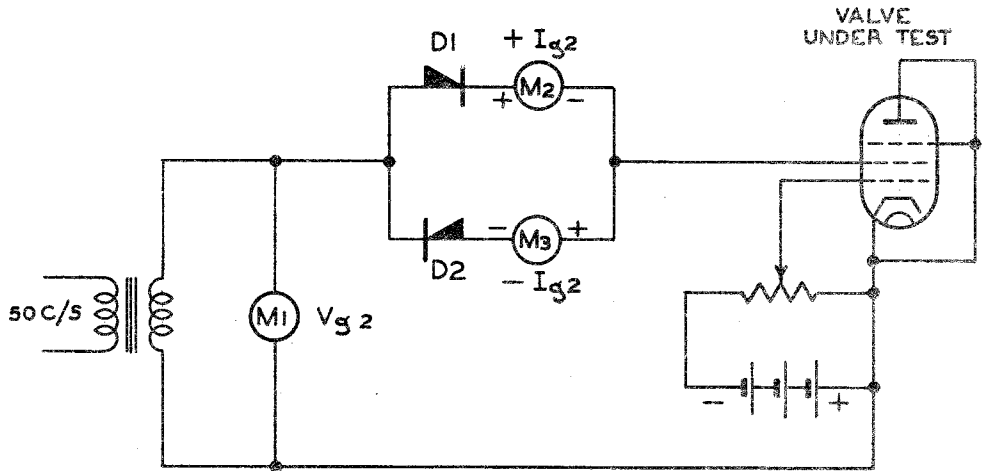 VALVE
UNDER TEST
D1
+ Ig2
M2
+
-
-
+
M3
D2
- Ig2
50 C/S
M1
Vg2
-
+